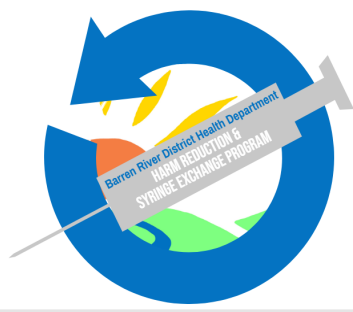 Barren River District Health Department
HARM REDUCTION &
SYRINGE EXCHANGE PROGRAM